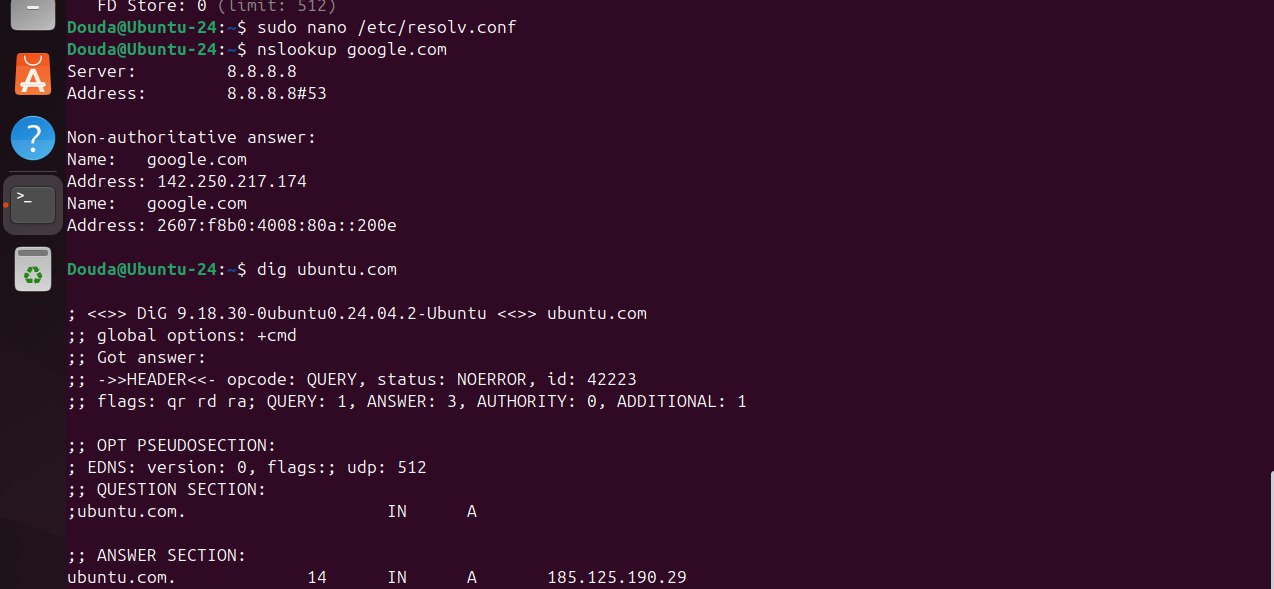 FD Store: 0 (limit: 512)
Douda@Ubuntu-24:~$ sudo nano /etc/resolv.conf
Douda@Ubuntu-24:~$ nslookup google.com
Server:         8.8.8.8
Address:        8.8.8.8#53
Non-authoritative answer:
Name:   google.com
Address: 142.250.217.174
Name:   google.com
Address: 2607:f8b0:4008:80a::200e
Douda@Ubuntu-24:~$ dig ubuntu.com
; <<>> DiG 9.18.30-0ubuntu0.24.04.2-Ubuntu <<>> ubuntu.com
;; global options: +cmd
;; Got answer:
;; ->>HEADER<<- opcode: QUERY, status: NOERROR, id: 42223
;; flags: qr rd ra; QUERY: 1, ANSWER: 3, AUTHORITY: 0, ADDITIONAL: 1
;; OPT PSEUDOSECTION:
; EDNS: version: 0, flags:; udp: 512
;; QUESTION SECTION:
;ubuntu.com.                    IN      A
;; ANSWER SECTION:
ubuntu.com.             14      IN      A       185.125.190.29